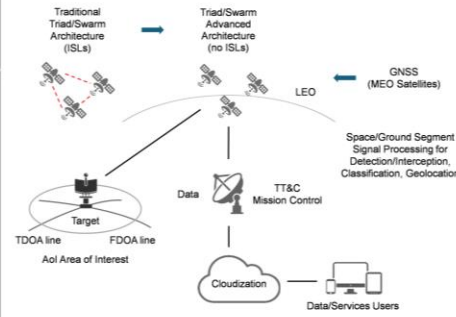 Traditional
Triad/Swarm
Architecture
(ISLs)
Triad/Swarm
Advanced
Architecture
(no ISLs)
GNSS
(MEO Satellites)
LEO
Space/Ground Segment
Signal Processing for
Detection/Interception,
Classification, Geolocation
Data
TT&C
Mission Control
Target
TDOA line
FDOA line
AoI Area of Interest
Cloudization
Data/Services Users